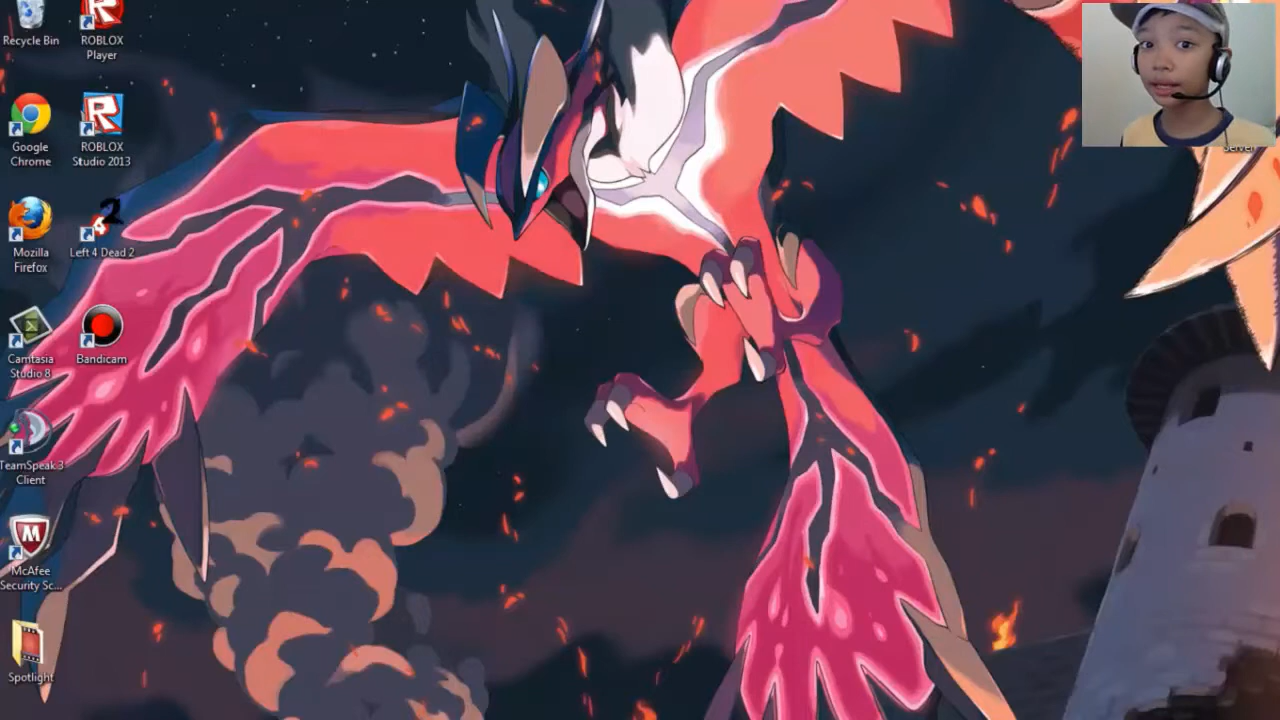 Recycle Bin
ROBLOX
Player
Google
Chrome
ROBLOX
Studio 2013
Mozilla
Firefox
Left 4 Dead 2
Camtasia
Studio 8
Bandicam
TeamSpeak 3
Client
McAfee
Security Sc...
Spotlight